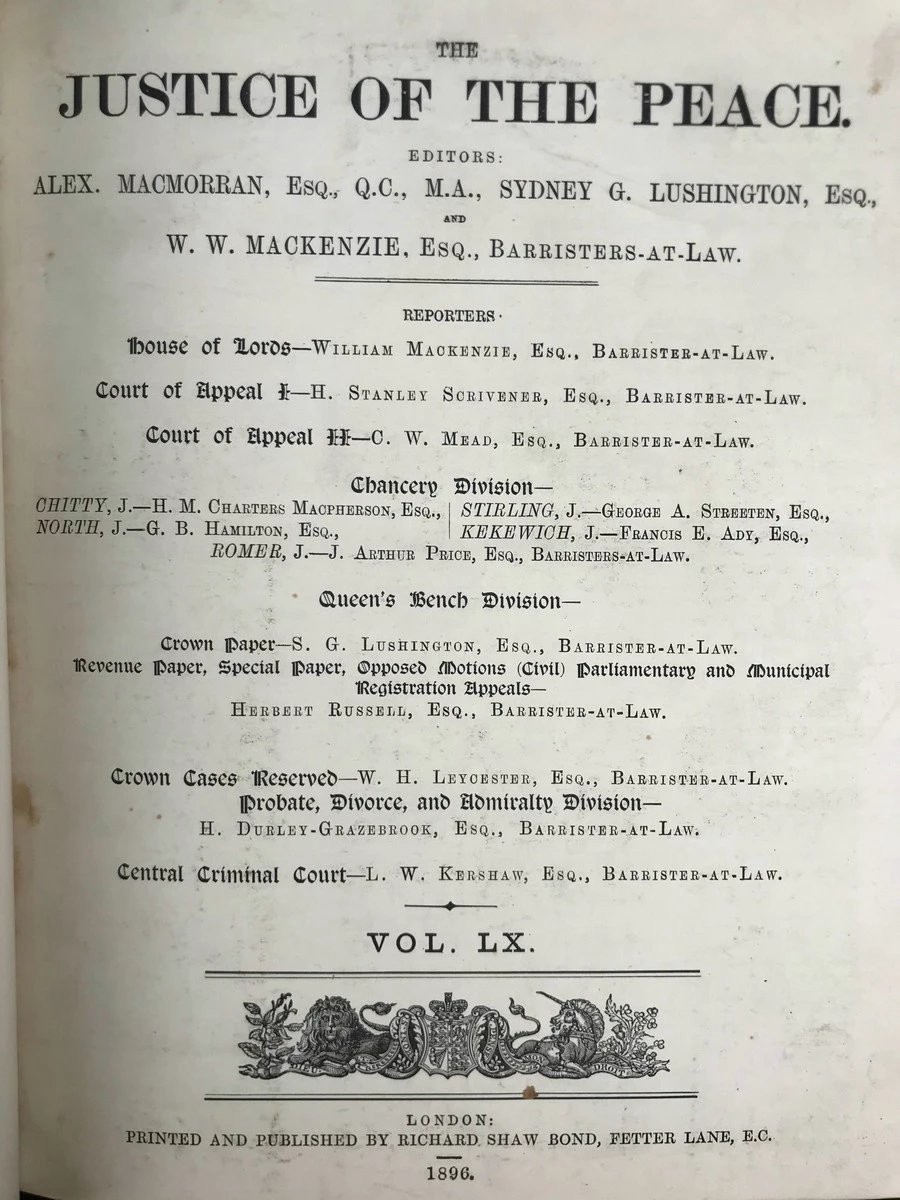 THE
JUSTICE OF THE PEACE.
EDITORS:
ALEX. MACMORRAN, ESQ., Q.C., M.A., SYDNEY G. LUSHINGTON, ESQ.,
AND
W. W. MACKENZIE, ESQ., BARRISTERS-AT-LAW.
REPORTERS·
House of Lords—WILLIAM MACKENZIE, ESQ., BARRISTER-AT-LAW.
Court of Appeal I—H. STANLEY SCRIVENER, ESQ., BARRISTER-AT-LAW.
Court of Appeal II—C. W. MEAD, ESQ., BARRISTER-AT-LAW.
Chancery Division—
CHITTY, J.—H. M. CHARTERS MACPHERSON, ESQ., STIRLING, J.—GEORGE A. STREETEN, ESQ.,
NORTH, J.—G. B. HAMILTON, ESQ., KEKEWICH, J.—FRANCIS E. ADY, ESQ.,
ROMER, J.—J. ARTHUR PRICE, ESQ., BARRISTERS-AT-LAW.
Queen's Bench Division—
Crown Paper—S. G. LUSHINGTON, ESQ., BARRISTER-AT-LAW.
Revenue Paper, Special Paper, Opposed Motions (Civil) Parliamentary and Municipal
Registration Appeals—
HERBERT RUSSELL, ESQ., BARRISTER-AT-LAW.
Crown Cases Reserved—W. H. LEYCESTER, ESQ., BARRISTER-AT-LAW.
Probate, Divorce, and Admiralty Division—
H. DURLEY-GRAZEBROOK, ESQ., BARRISTER-AT-LAW.
Central Criminal Court—L. W. KERSHAW, ESQ., BARRISTER-AT-LAW.
VOL. LX.
DIEU DROIT
LONDON:
PRINTED AND PUBLISHED BY RICHARD SHAW BOND, FETTER LANE, E.C.
1896.